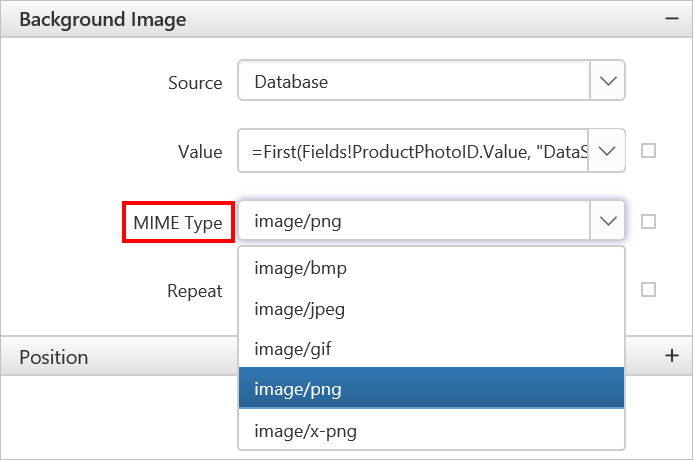 Background Image
Source Database
Value =First(Fields!ProductPhotoID.Value, "DataS
MIME Type image/png
image/bmp
image/jpeg
Repeat
image/gif
Position
image/png
image/x-png